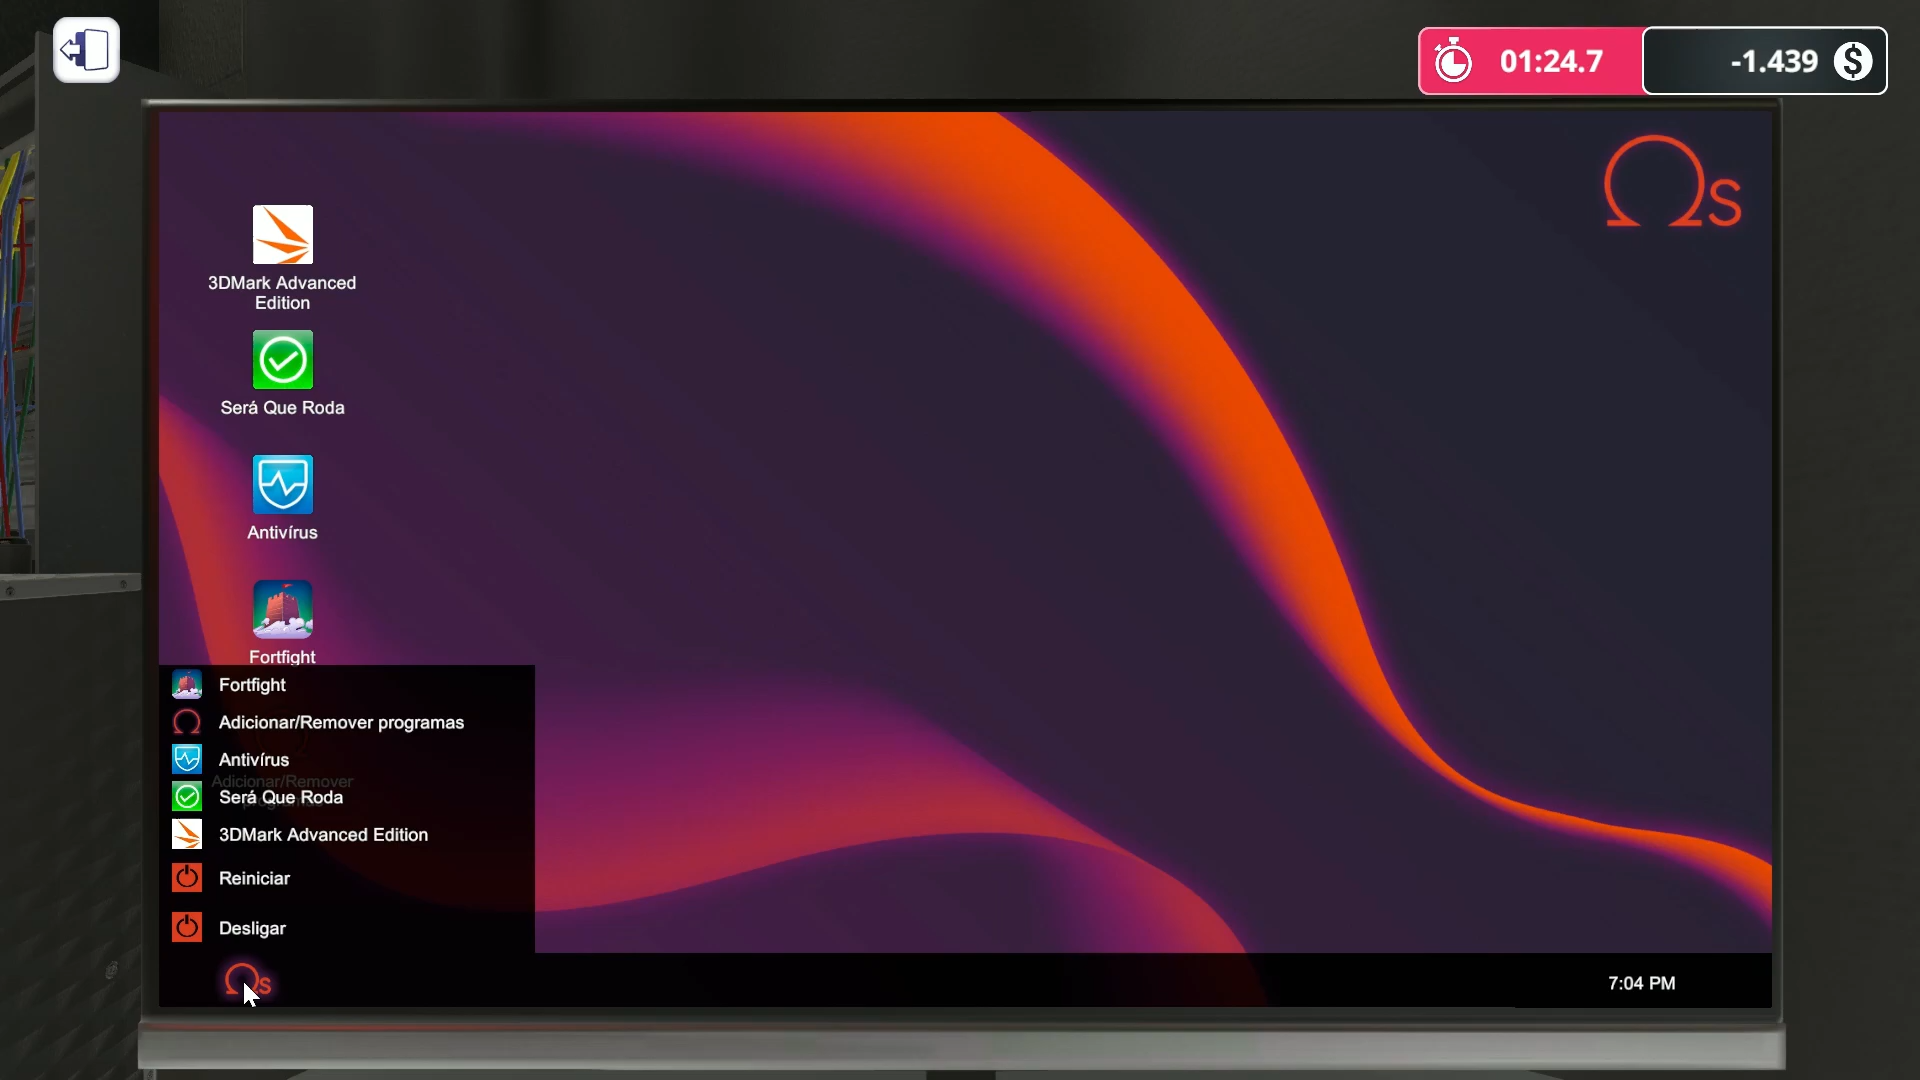 01:24.7
-1.439
Ωs
3DMark Advanced
Edition
Será Que Roda
Antivírus
Fortfight
Fortfight
Adicionar/Remover programas
Antivírus
Adicionar/Remover
Será Que Roda
3DMark Advanced Edition
Reiniciar
Desligar
Ωs
7:04 PM